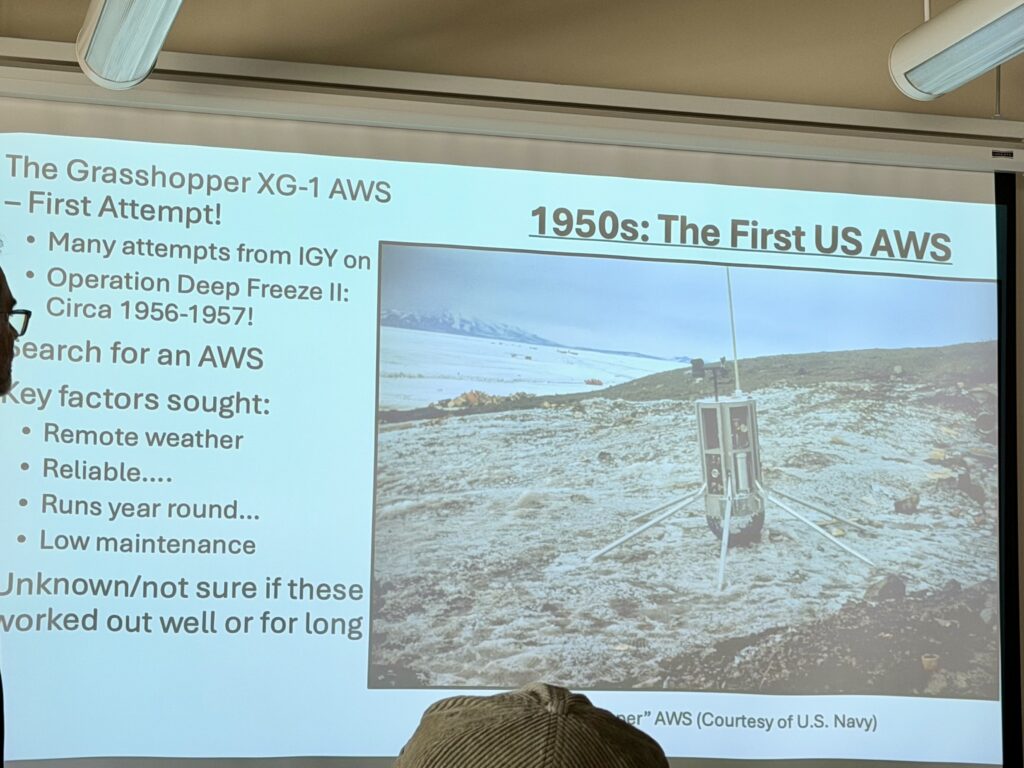 The Grasshopper XG-1 AWS
– First Attempt!
• Many attempts from IGY on
• Operation Deep Freeze II:
Circa 1956-1957!
Search for an AWS
Key factors sought:
• Remote weather
• Reliable....
• Runs year round...
• Low maintenance
Unknown/not sure if these
worked out well or for long
1950s: The First US AWS
AWS (Courtesy of U.S. Navy)